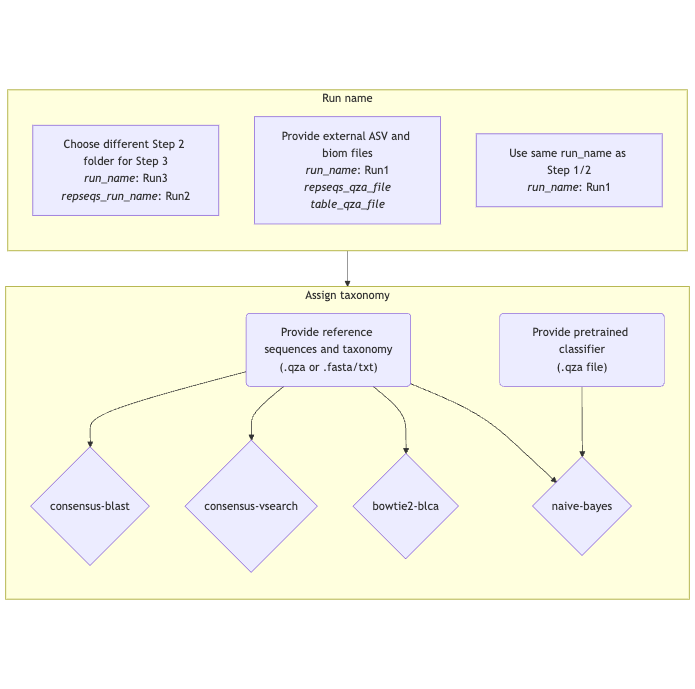 Run name
Choose different Step 2
folder for Step 3
run_name: Run3
repseqs_run_name: Run2
Provide external ASV and
biom files
run_name: Run1
repseqs_qza_file
table_qza_file
Use same run_name as
Step 1/2
run_name: Run1
Assign taxonomy
Provide reference
sequences and taxonomy
(.qza or .fasta/txt)
Provide pretrained
classifier
(.qza file)
consensus-blast
consensus-vsearch
bowtie2-blca
naive-bayes